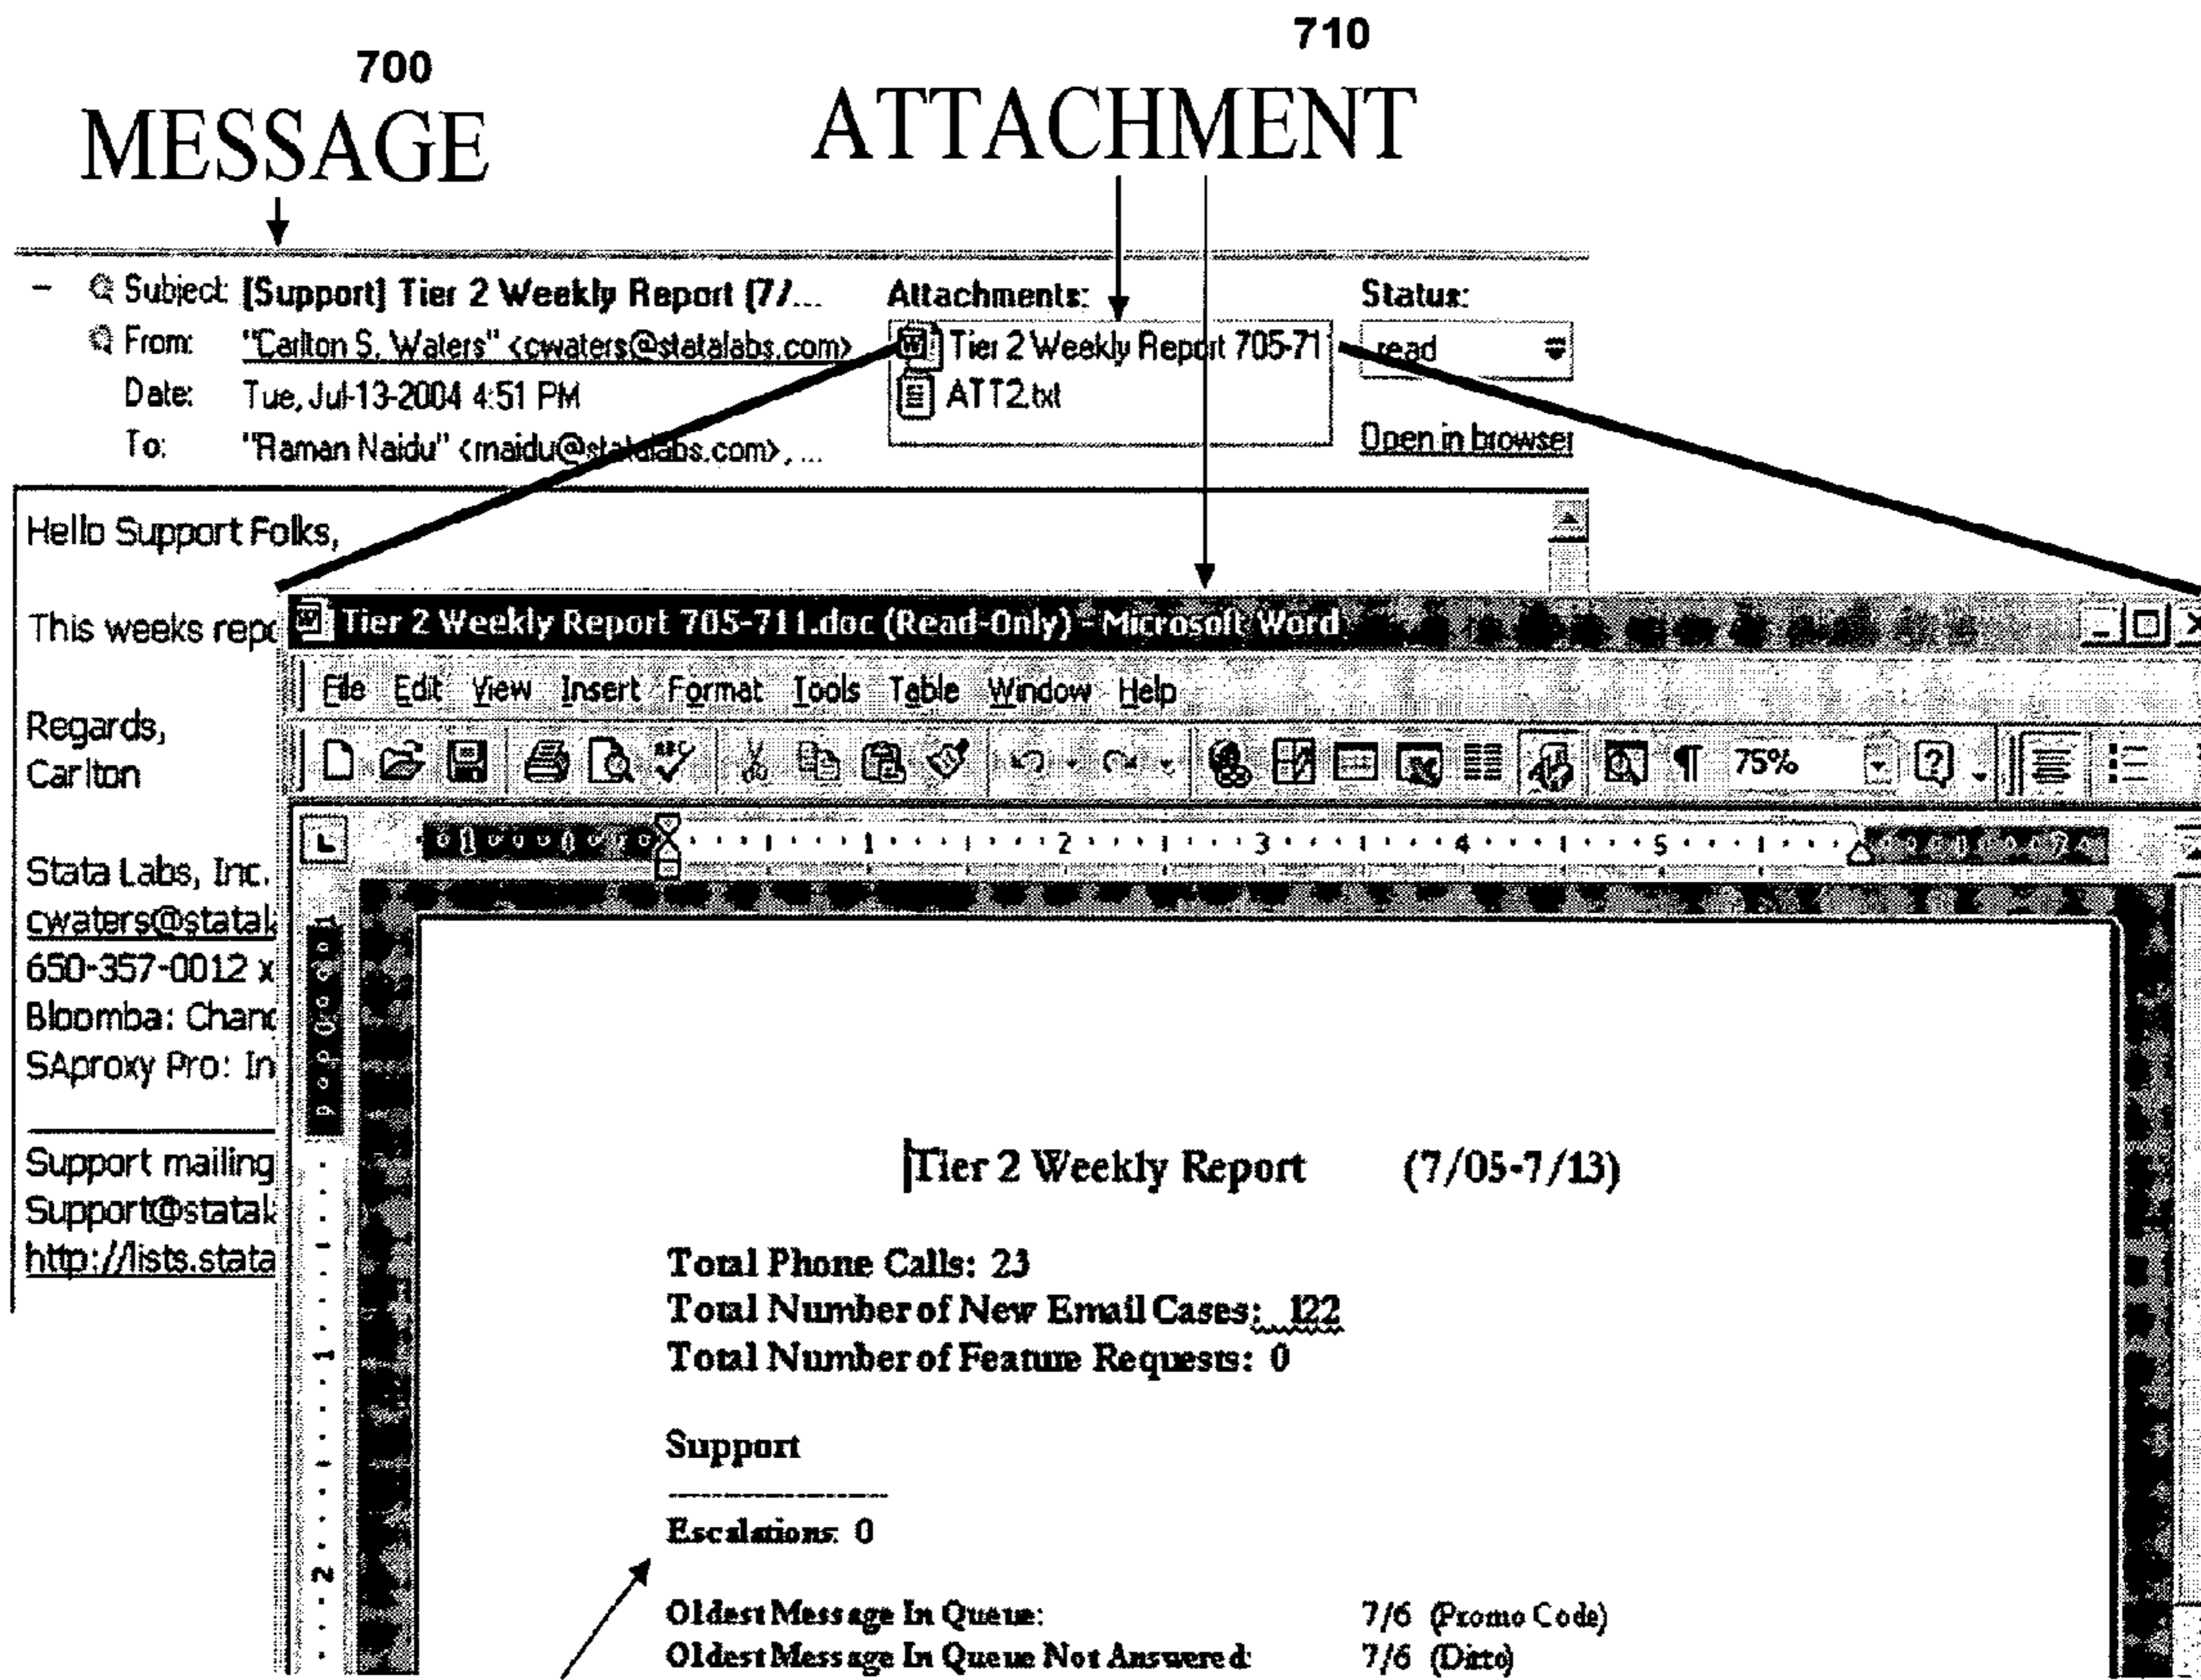 700
MESSAGE
710
ATTACHMENT
Subject: [Support] Tier 2 Weekly Report (7/...
From: "Carlton S. Waters" <cwaters@statalabs.com>
Date: Tue, Jul-13-2004 4:51 PM
To: "Raman Naidu" <rnaidu@statalabs.com>, ...
Attachments:
Tier 2 Weekly Report 705-71
ATT2.txt
Status:
read
Open in browser
Hello Support Folks,
This weeks repo
Regards,
Carlton
Stata Labs, Inc.
cwaters@statal
650-357-0012 x
Bloomba: Chan
SAproxy Pro: In
Support mailing
Support@statal
http://lists.stata
Tier 2 Weekly Report 705-711.doc (Read-Only) - Microsoft Word
File Edit View Insert Format Tools Table Window Help
75%
1 2 3 4 5
1
2
Tier 2 Weekly Report (7/05-7/13)
Total Phone Calls: 23
Total Number of New Email Cases: 122
Total Number of Feature Requests: 0
Support
---------------
Escalations: 0
Oldest Message In Queue: 7/6 (Promo Code)
Oldest Message In Queue Not Answered: 7/6 (Ditto)